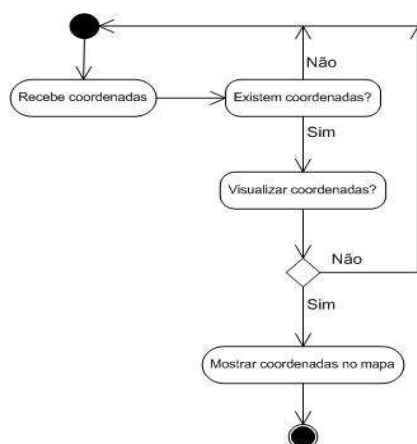 Não
Recebe coordenadas
Existem coordenadas?
Sim
Visualizar coordenadas?
Não
Sim
Mostrar coordenadas no mapa